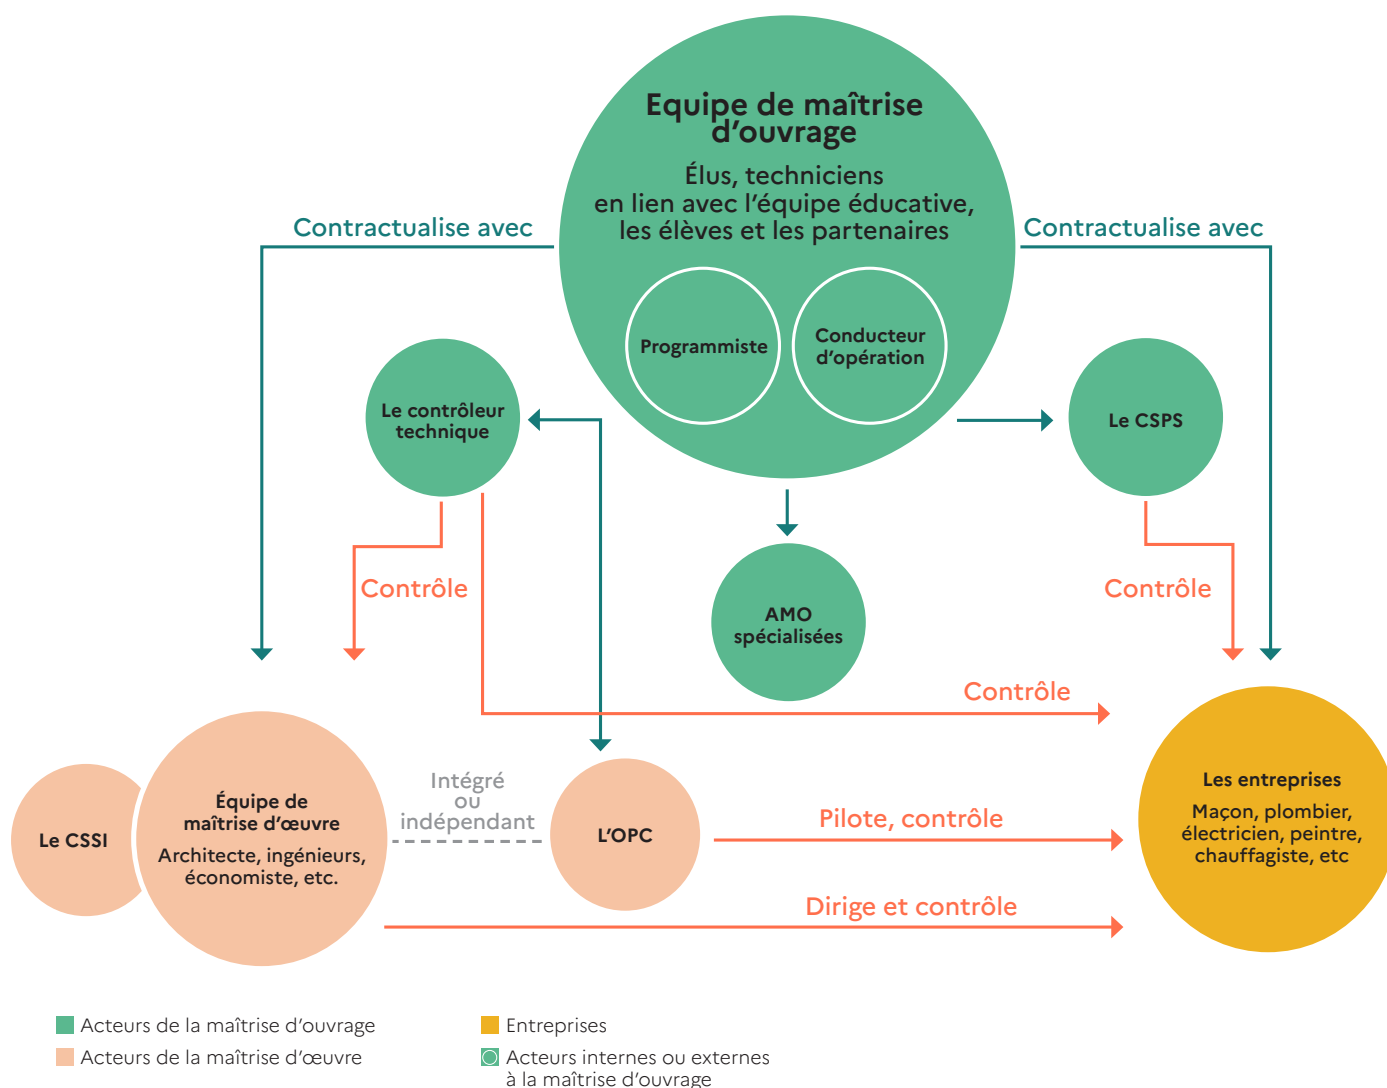 Equipe de maîtrise
d’ouvrage
Élus, techniciens
en lien avec l’équipe éducative,
les élèves et les partenaires
Contractualise avec
Contractualise avec
Programmiste
Conducteur
d’opération
Le contrôleur
technique
Le CSPS
Contrôle
Contrôle
AMO
spécialisées
Contrôle
Le CSSI
Équipe de
maîtrise d’œuvre
Architecte, ingénieurs,
économiste, etc.
Intégré
ou
indépendant
L’OPC
Pilote, contrôle
Dirige et contrôle
Les entreprises
Maçon, plombier,
électricien, peintre,
chauffagiste, etc
Acteurs de la maîtrise d’ouvrage
Acteurs de la maîtrise d’œuvre
Entreprises
Acteurs internes ou externes
à la maîtrise d’ouvrage